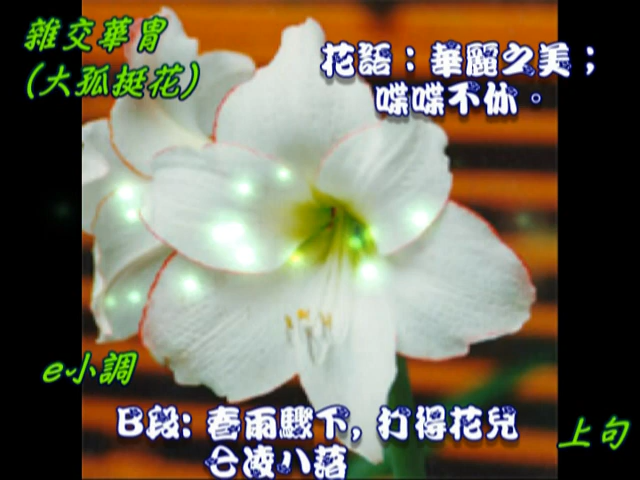 雜交華胄
(大孤挺花)
花語：華麗之美；
喋喋不休。
e小調
B段: 春雨驟下, 打得花兒
七凌八落
上句